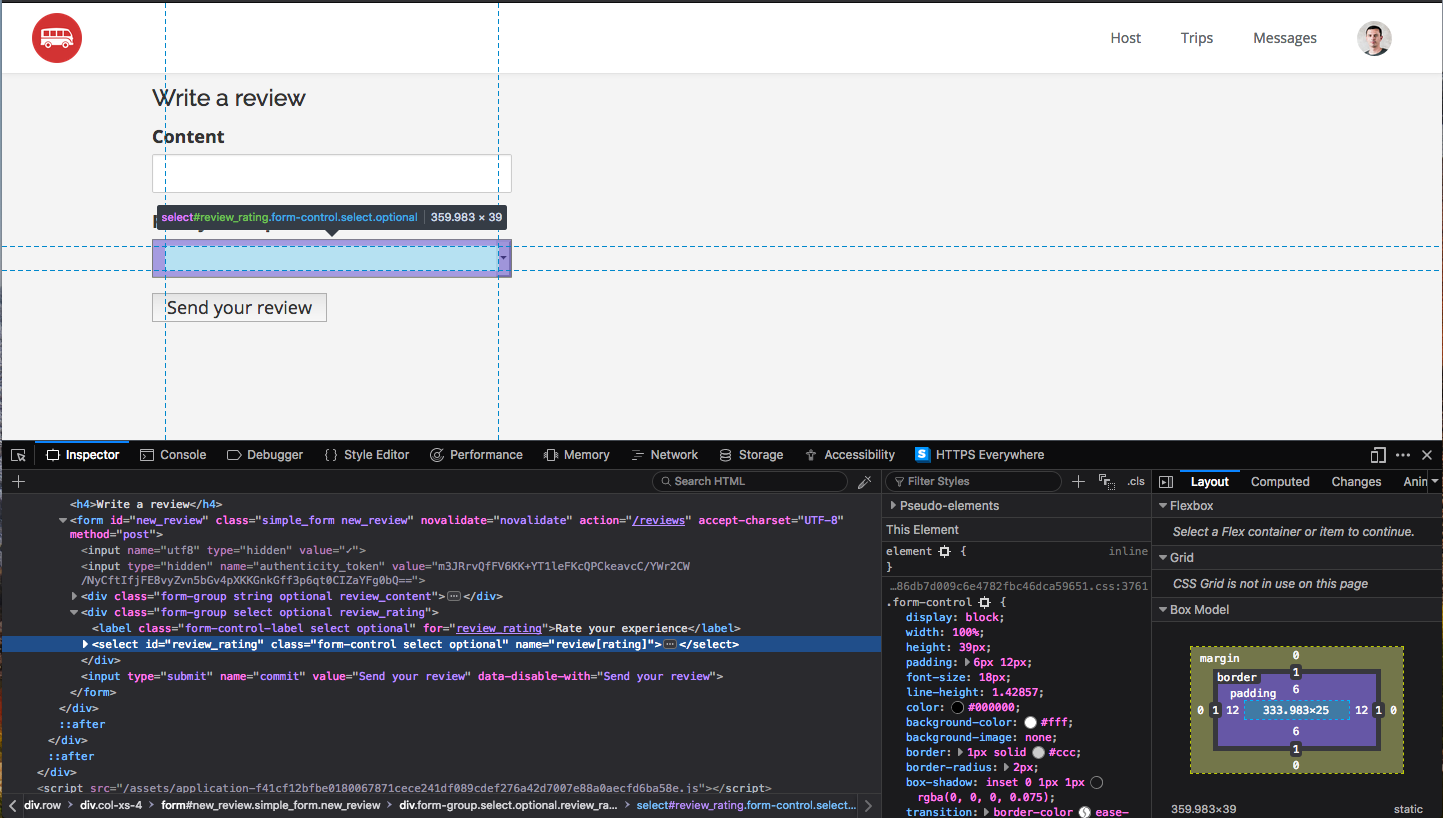 Host Trips Messages
Write a review
Content
select#review_rating.form-control.select.optional 359.983 × 39
Send your review
Inspector Console Debugger {} Style Editor Performance Memory Network Storage Accessibility S HTTPS Everywhere
+ Search HTML
<h4>Write a review</h4>
<form id="new_review" class="simple_form new_review" novalidate="novalidate" action="/reviews" accept-charset="UTF-8"
method="post">
<input name="utf8" type="hidden" value="✓">
<input type="hidden" name="authenticity_token" value="m3JRrvQfFV6KK+YT1leFKcQPCkeavcC/YWr2CW
/NyCftIfjFE8vyZvn5bGv4pXKKGnkGff3p6qt0CIZaYFg0bQ==">
<div class="form-group string optional review_content">…</div>
<div class="form-group select optional review_rating">
<label class="form-control-label select optional" for="review_rating">Rate your experience</label>
<select id="review_rating" class="form-control select optional" name="review[rating]">…</select>
</div>
<input type="submit" name="commit" value="Send your review" data-disable-with="Send your review">
</form>
</div>
::after
</div>
::after
</div>
<script src="/assets/application-f41cf12bfbe0180067871cece241df089cdef276a42d7007e88a0aecfd6ba58e.js"></script>
div.row > div.col-xs-4 > form#new_review.simple_form.new_review > div.form-group.select.optional.review_ra... > select#review_rating.form-control.select...
Filter Styles + .cls
Pseudo-elements
This Element
element { inline
}
…86db7d009c6e4782fbc46dca59651.css:3761
.form-control {
display: block;
width: 100%;
height: 39px;
padding: 6px 12px;
font-size: 18px;
line-height: 1.42857;
color: #000000;
background-color: #fff;
background-image: none;
border: 1px solid #ccc;
border-radius: 2px;
box-shadow: inset 0 1px 1px
rgba(0, 0, 0, 0.075);
transition: border-color ease-
Layout Computed Changes Anin
Flexbox
Select a Flex container or item to continue.
Grid
CSS Grid is not in use on this page
Box Model
margin 0
border 1
padding 6
0 1 12 333.983×25 12 1 0
6
1
0
359.983×39 static